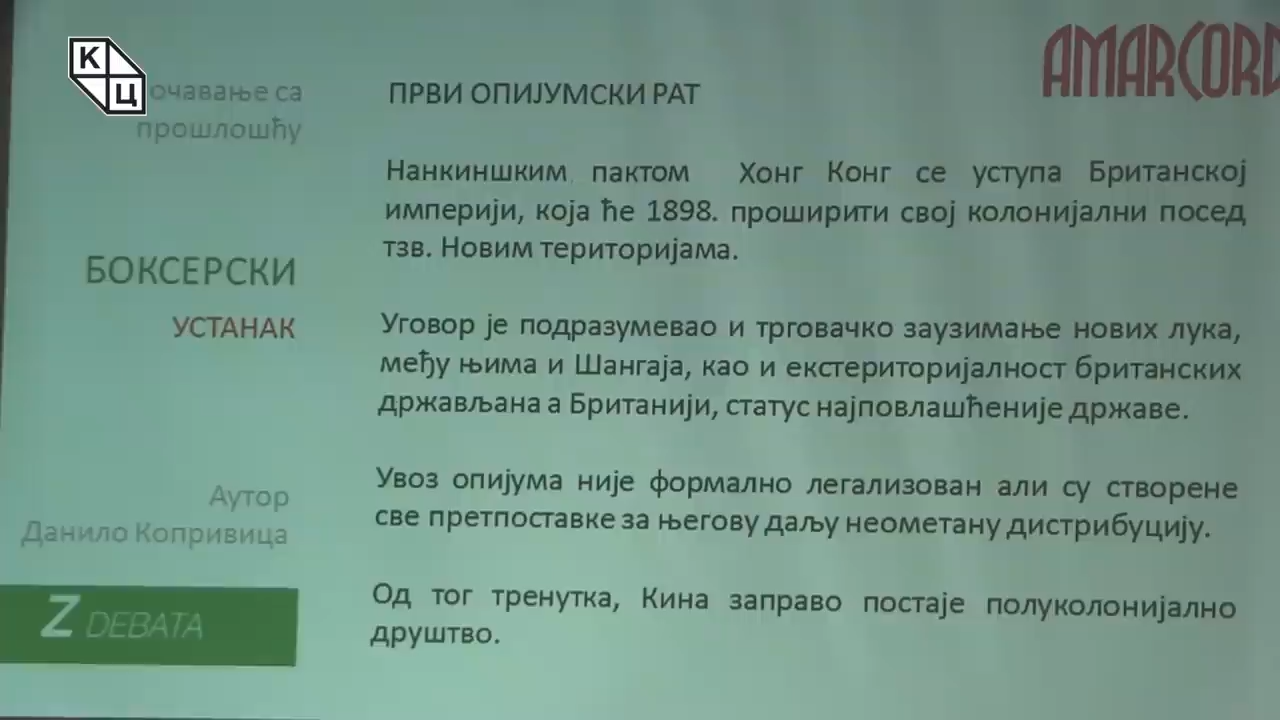 К
Ц
AMARCORD
очавање са
прошлошћу
БОКСЕРСКИ
УСТАНАК
Аутор
Данило Копривица
Z DEBATA
ПРВИ ОПИЈУМСКИ РАТ
Нанкиншким пактом Хонг Конг се уступа Британској
империји, која ће 1898. проширити свој колонијални посед
тзв. Новим територијама.
Уговор је подразумевао и трговачко заузимање нових лука,
међу њима и Шангаја, као и екстериторијалност британских
држављана а Британији, статус најповлашћеније државе.
Увоз опијума није формално легализован али су створене
све претпоставке за његову даљу неометану дистрибуцију.
Од тог тренутка, Кина заправо постаје полуколонијално
друштво.